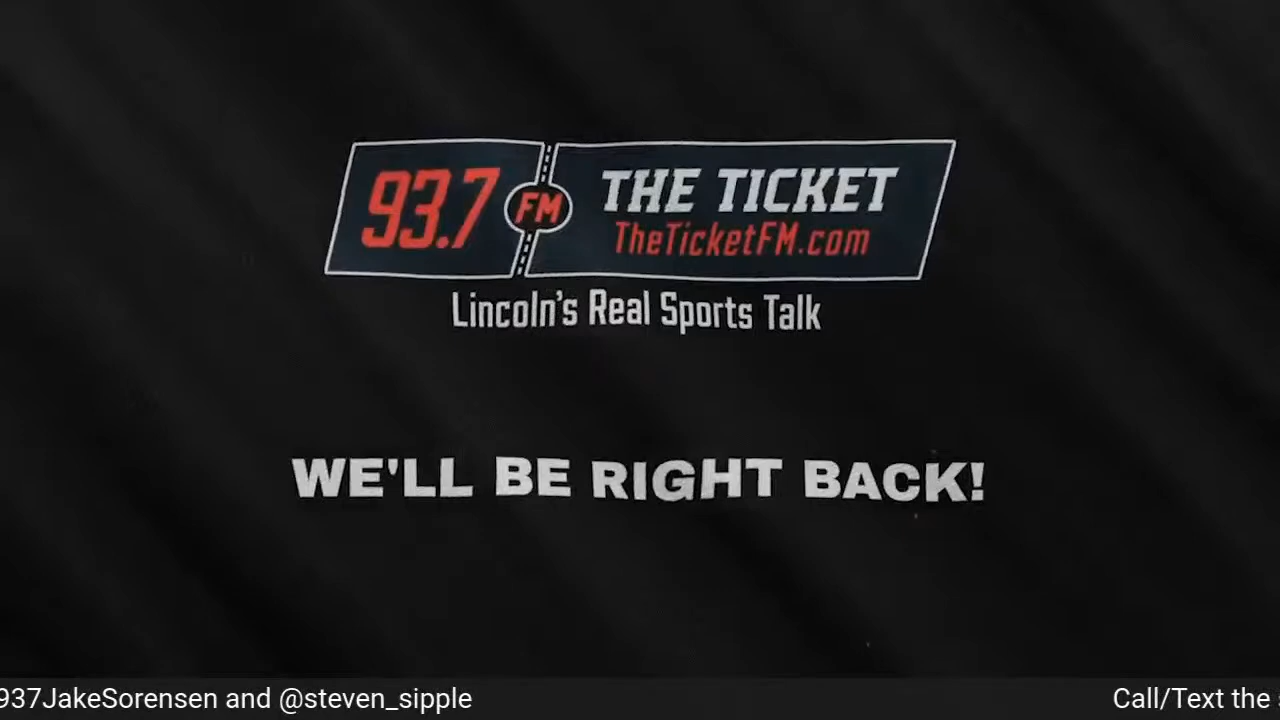 93.7 FM THE TICKET
TheTicketFM.com
Lincoln's Real Sports Talk
WE'LL BE RIGHT BACK!
937JakeSorensen and @steven_sipple Call/Text the